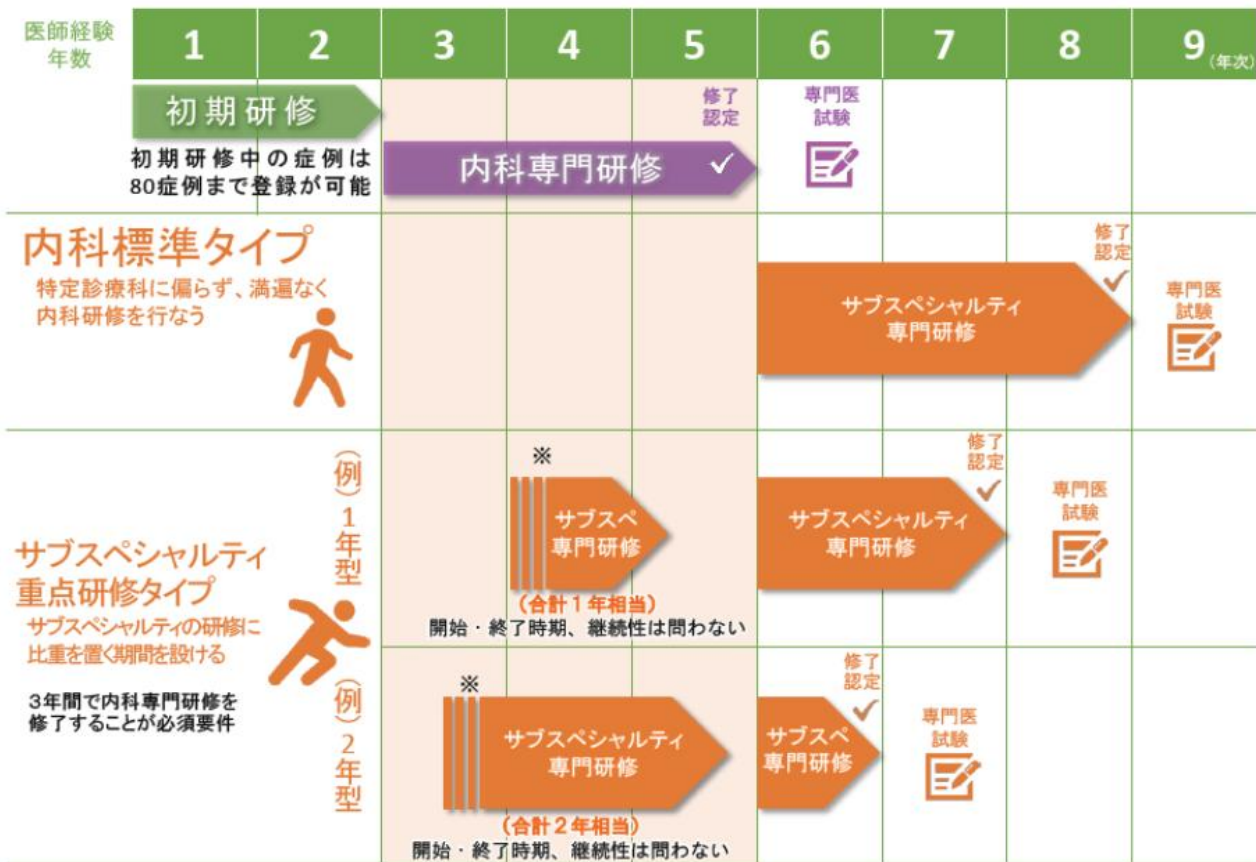 医師経験
年数
1
2
3
4
5
6
7
8
9(年次)
初期研修
初期研修中の症例は
80症例まで登録が可能
修了
認定
内科専門研修
専門医
試験
内科標準タイプ
特定診療科に偏らず、満遍なく
内科研修を行なう
サブスペシャルティ
専門研修
修了
認定
専門医
試験
サブスペシャルティ
重点研修タイプ
サブスペシャルティの研修に
比重を置く期間を設ける
3年間で内科専門研修を
修了することが必須要件
(例)1年型
※
サブスペ
専門研修
(合計1年相当)
開始・終了時期、継続性は問わない
サブスペシャルティ
専門研修
修了
認定
専門医
試験
(例)2年型
※
サブスペシャルティ
専門研修
(合計2年相当)
開始・終了時期、継続性は問わない
サブスペ
専門研修
修了
認定
専門医
試験